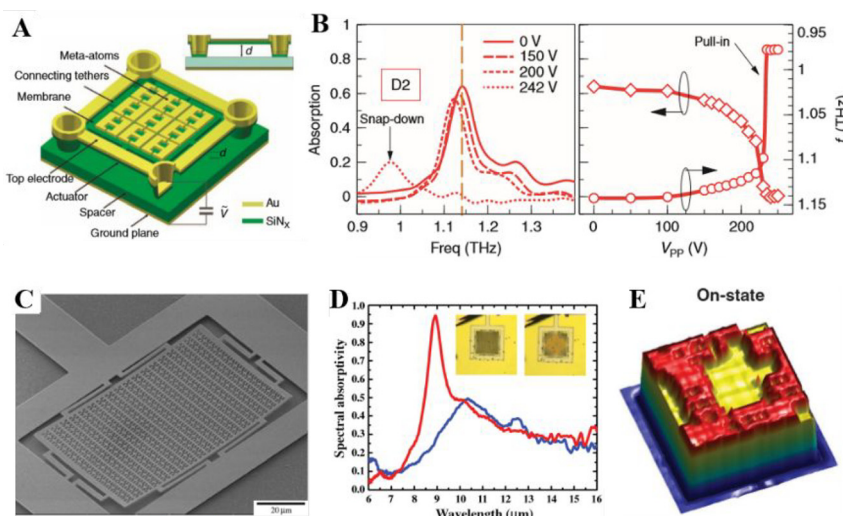 A
Meta-atoms
Connecting tethers
Membrane
d
d
Top electrode
Actuator
Spacer
Ground plane
Ṽ
Au
SiNX
B
Absorption
1.0
0.8
0.6
0.4
0.2
0
D2
Snap-down
0 V
150 V
200 V
242 V
0.9
1
1.1
1.2
1.3
Freq (THz)
Pull-in
0.95
1
1.05
1.10
1.15
f (THz)
0
100
200
VPP (V)
C
20 μm
D
Spectral absorptivity
1.0
0.9
0.8
0.7
0.6
0.5
0.4
0.3
0.2
0.1
0.0
6 7 8 9 10 11 12 13 14 15 16
Wavelength (μm)
E
On-state